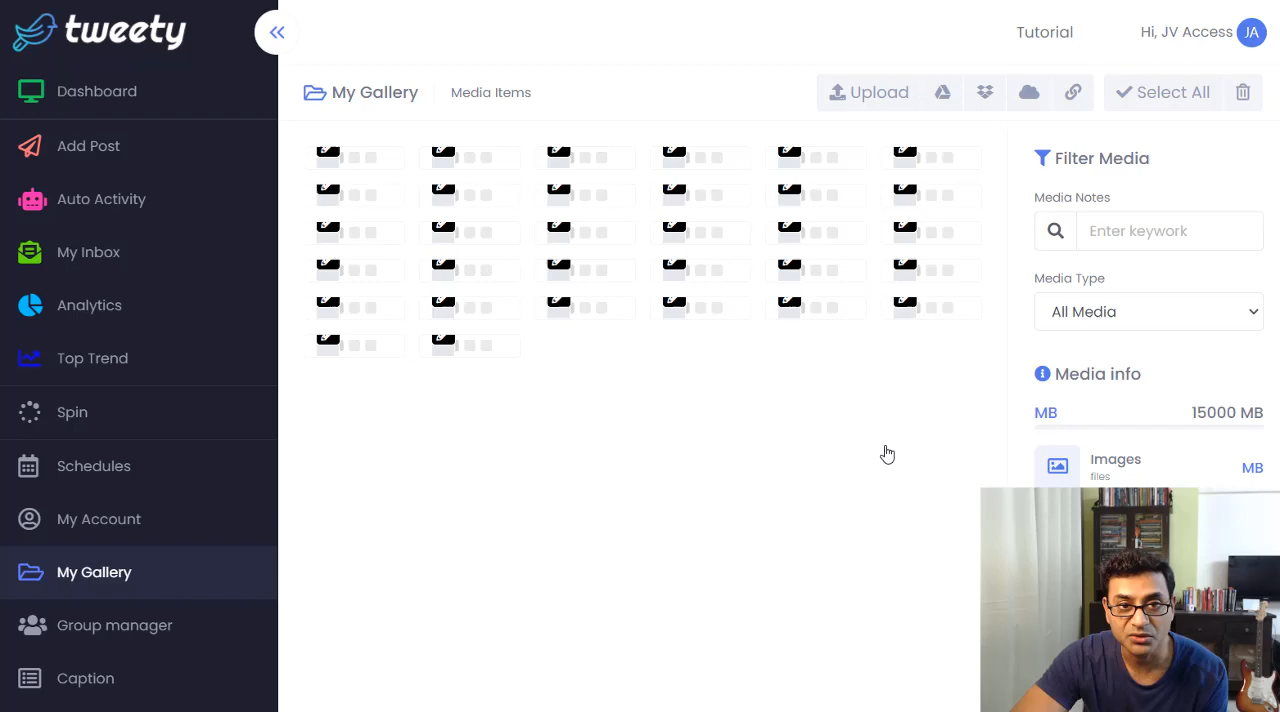 tweety
Tutorial
Hi, JV Access
JA
Dashboard
Add Post
Auto Activity
My Inbox
Analytics
Top Trend
Spin
Schedules
My Account
My Gallery
Group manager
Caption
My Gallery
Media Items
Upload
Select All
Filter Media
Media Notes
Enter keyword
Media Type
All Media
Media info
MB 15000 MB
Images
files
MB